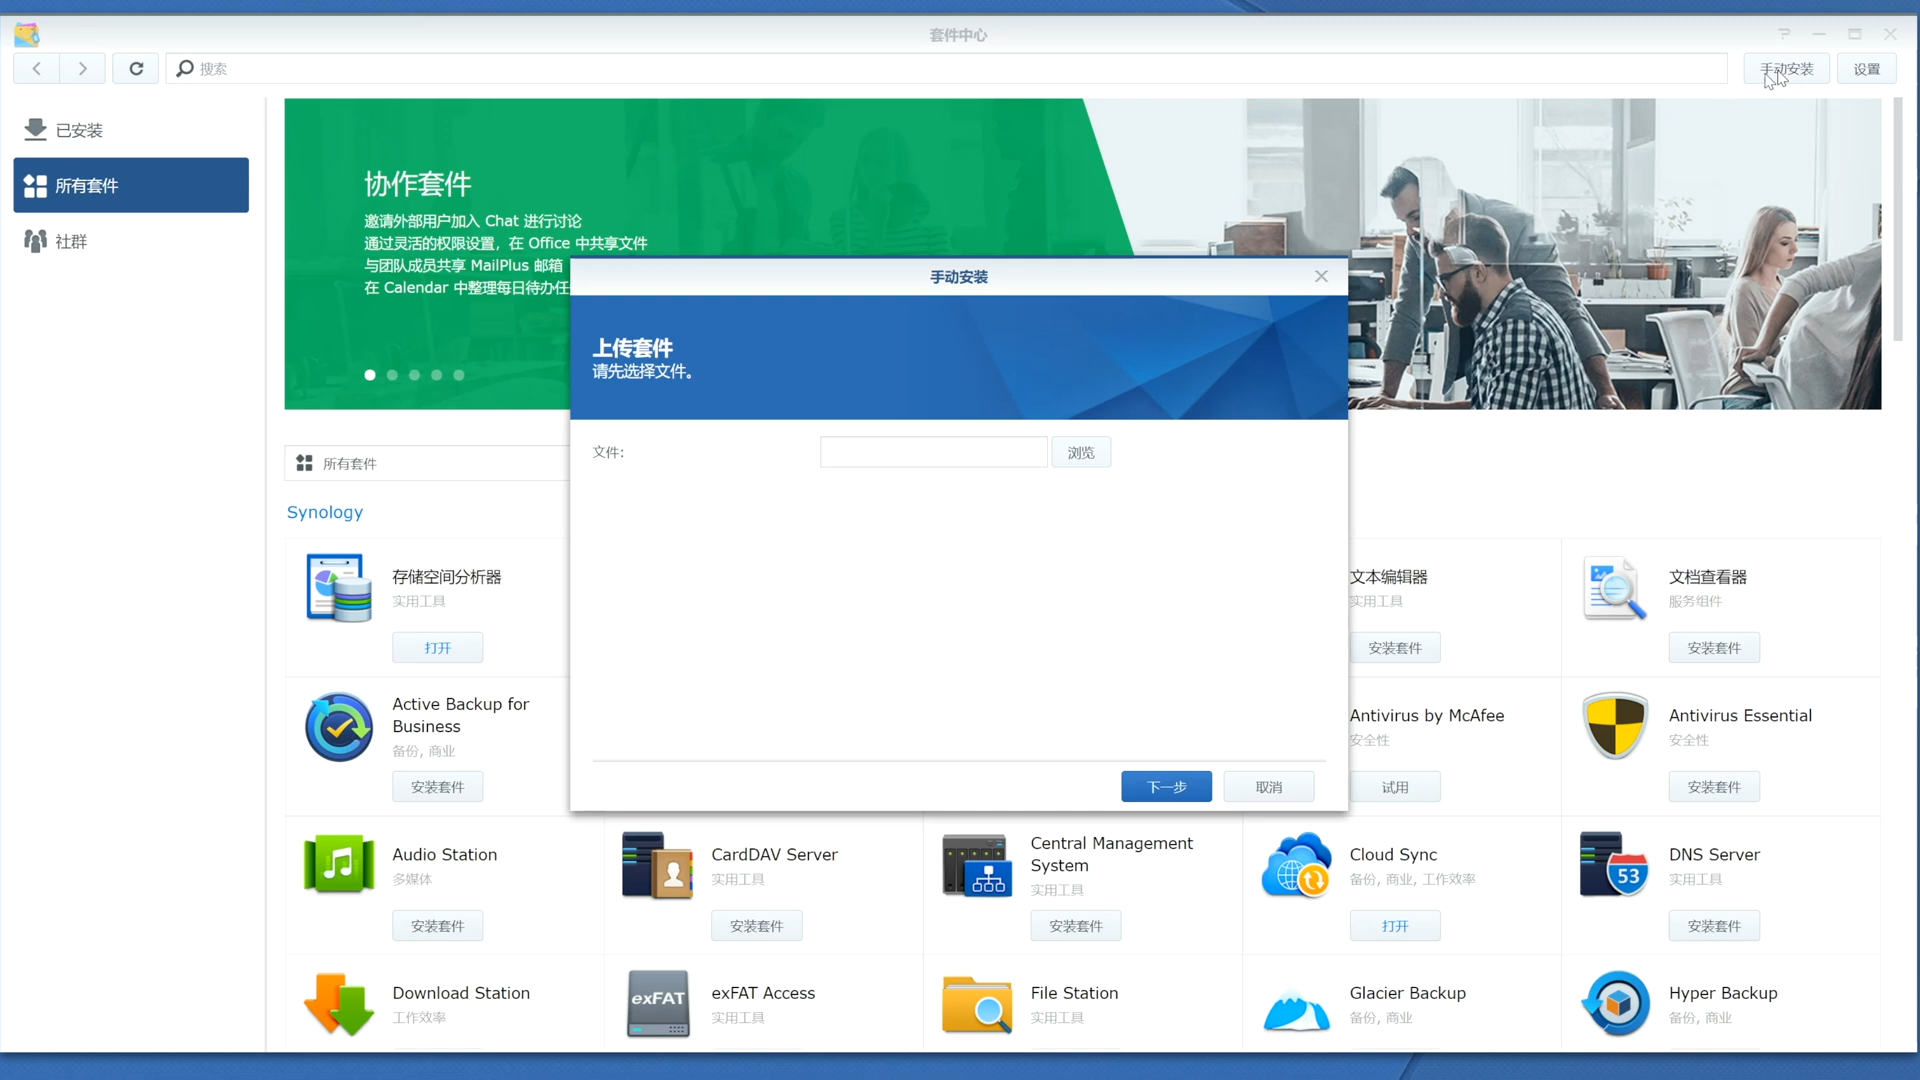 套件中心
搜索
手动安装
设置
已安装
所有套件
社群
协作套件
邀请外部用户加入 Chat 进行讨论
通过灵活的权限设置，在 Office 中共享文件
与团队成员共享 MailPlus 邮箱
在 Calendar 中整理每日待办任
手动安装
上传套件
请先选择文件。
文件:
浏览
下一步
取消
所有套件
Synology
存储空间分析器
实用工具
打开
文本编辑器
实用工具
安装套件
文档查看器
服务组件
安装套件
Active Backup for
Business
备份, 商业
安装套件
Antivirus by McAfee
安全性
试用
Antivirus Essential
安全性
安装套件
Audio Station
多媒体
安装套件
CardDAV Server
实用工具
安装套件
Central Management
System
实用工具
安装套件
Cloud Sync
备份, 商业, 工作效率
打开
53
DNS Server
实用工具
安装套件
Download Station
工作效率
exFAT
exFAT Access
实用工具
File Station
实用工具
Glacier Backup
备份, 商业
Hyper Backup
备份, 商业